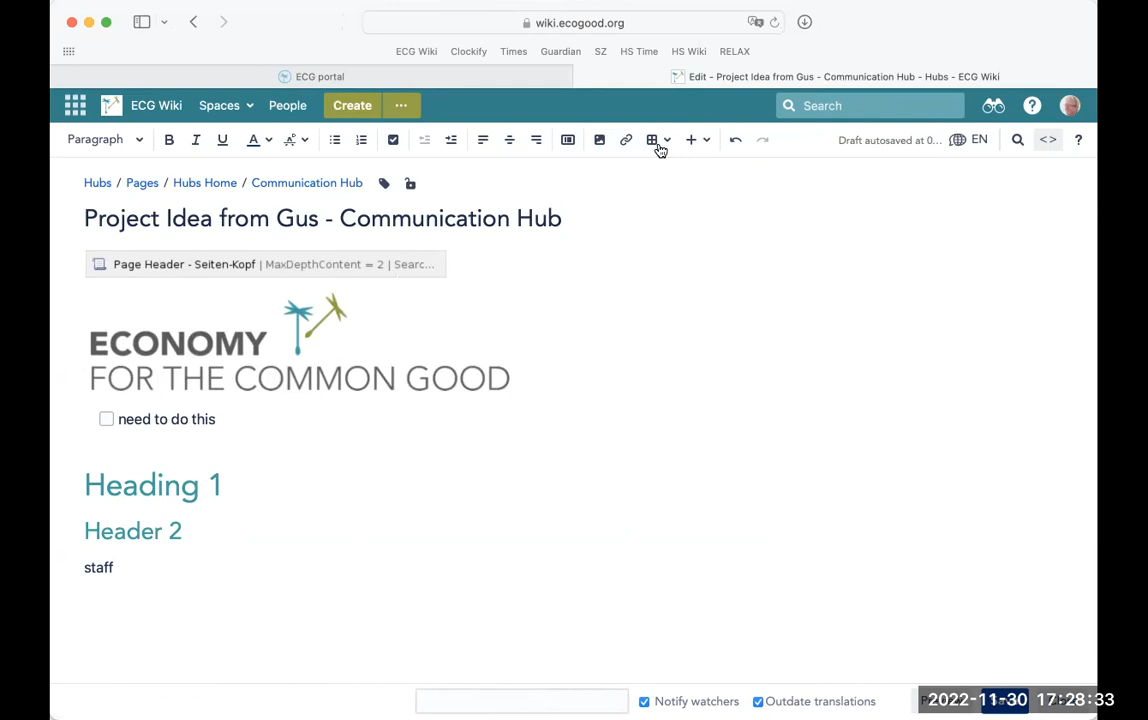 wiki.ecogood.org
ECG Wiki Clockify Times Guardian SZ HS Time HS Wiki RELAX
ECG portal Edit - Project Idea from Gus - Communication Hub - Hubs - ECG Wiki
ECG Wiki Spaces People Create ... Search
Paragraph B I U A Draft autosaved at 0... EN <> ?
Hubs / Pages / Hubs Home / Communication Hub
Project Idea from Gus - Communication Hub
Page Header - Seiten-Kopf | MaxDepthContent = 2 | Searc...
ECONOMY
FOR THE COMMON GOOD
need to do this
Heading 1
Header 2
staff
Notify watchers Outdate translations 2022-11-30 17:28:33